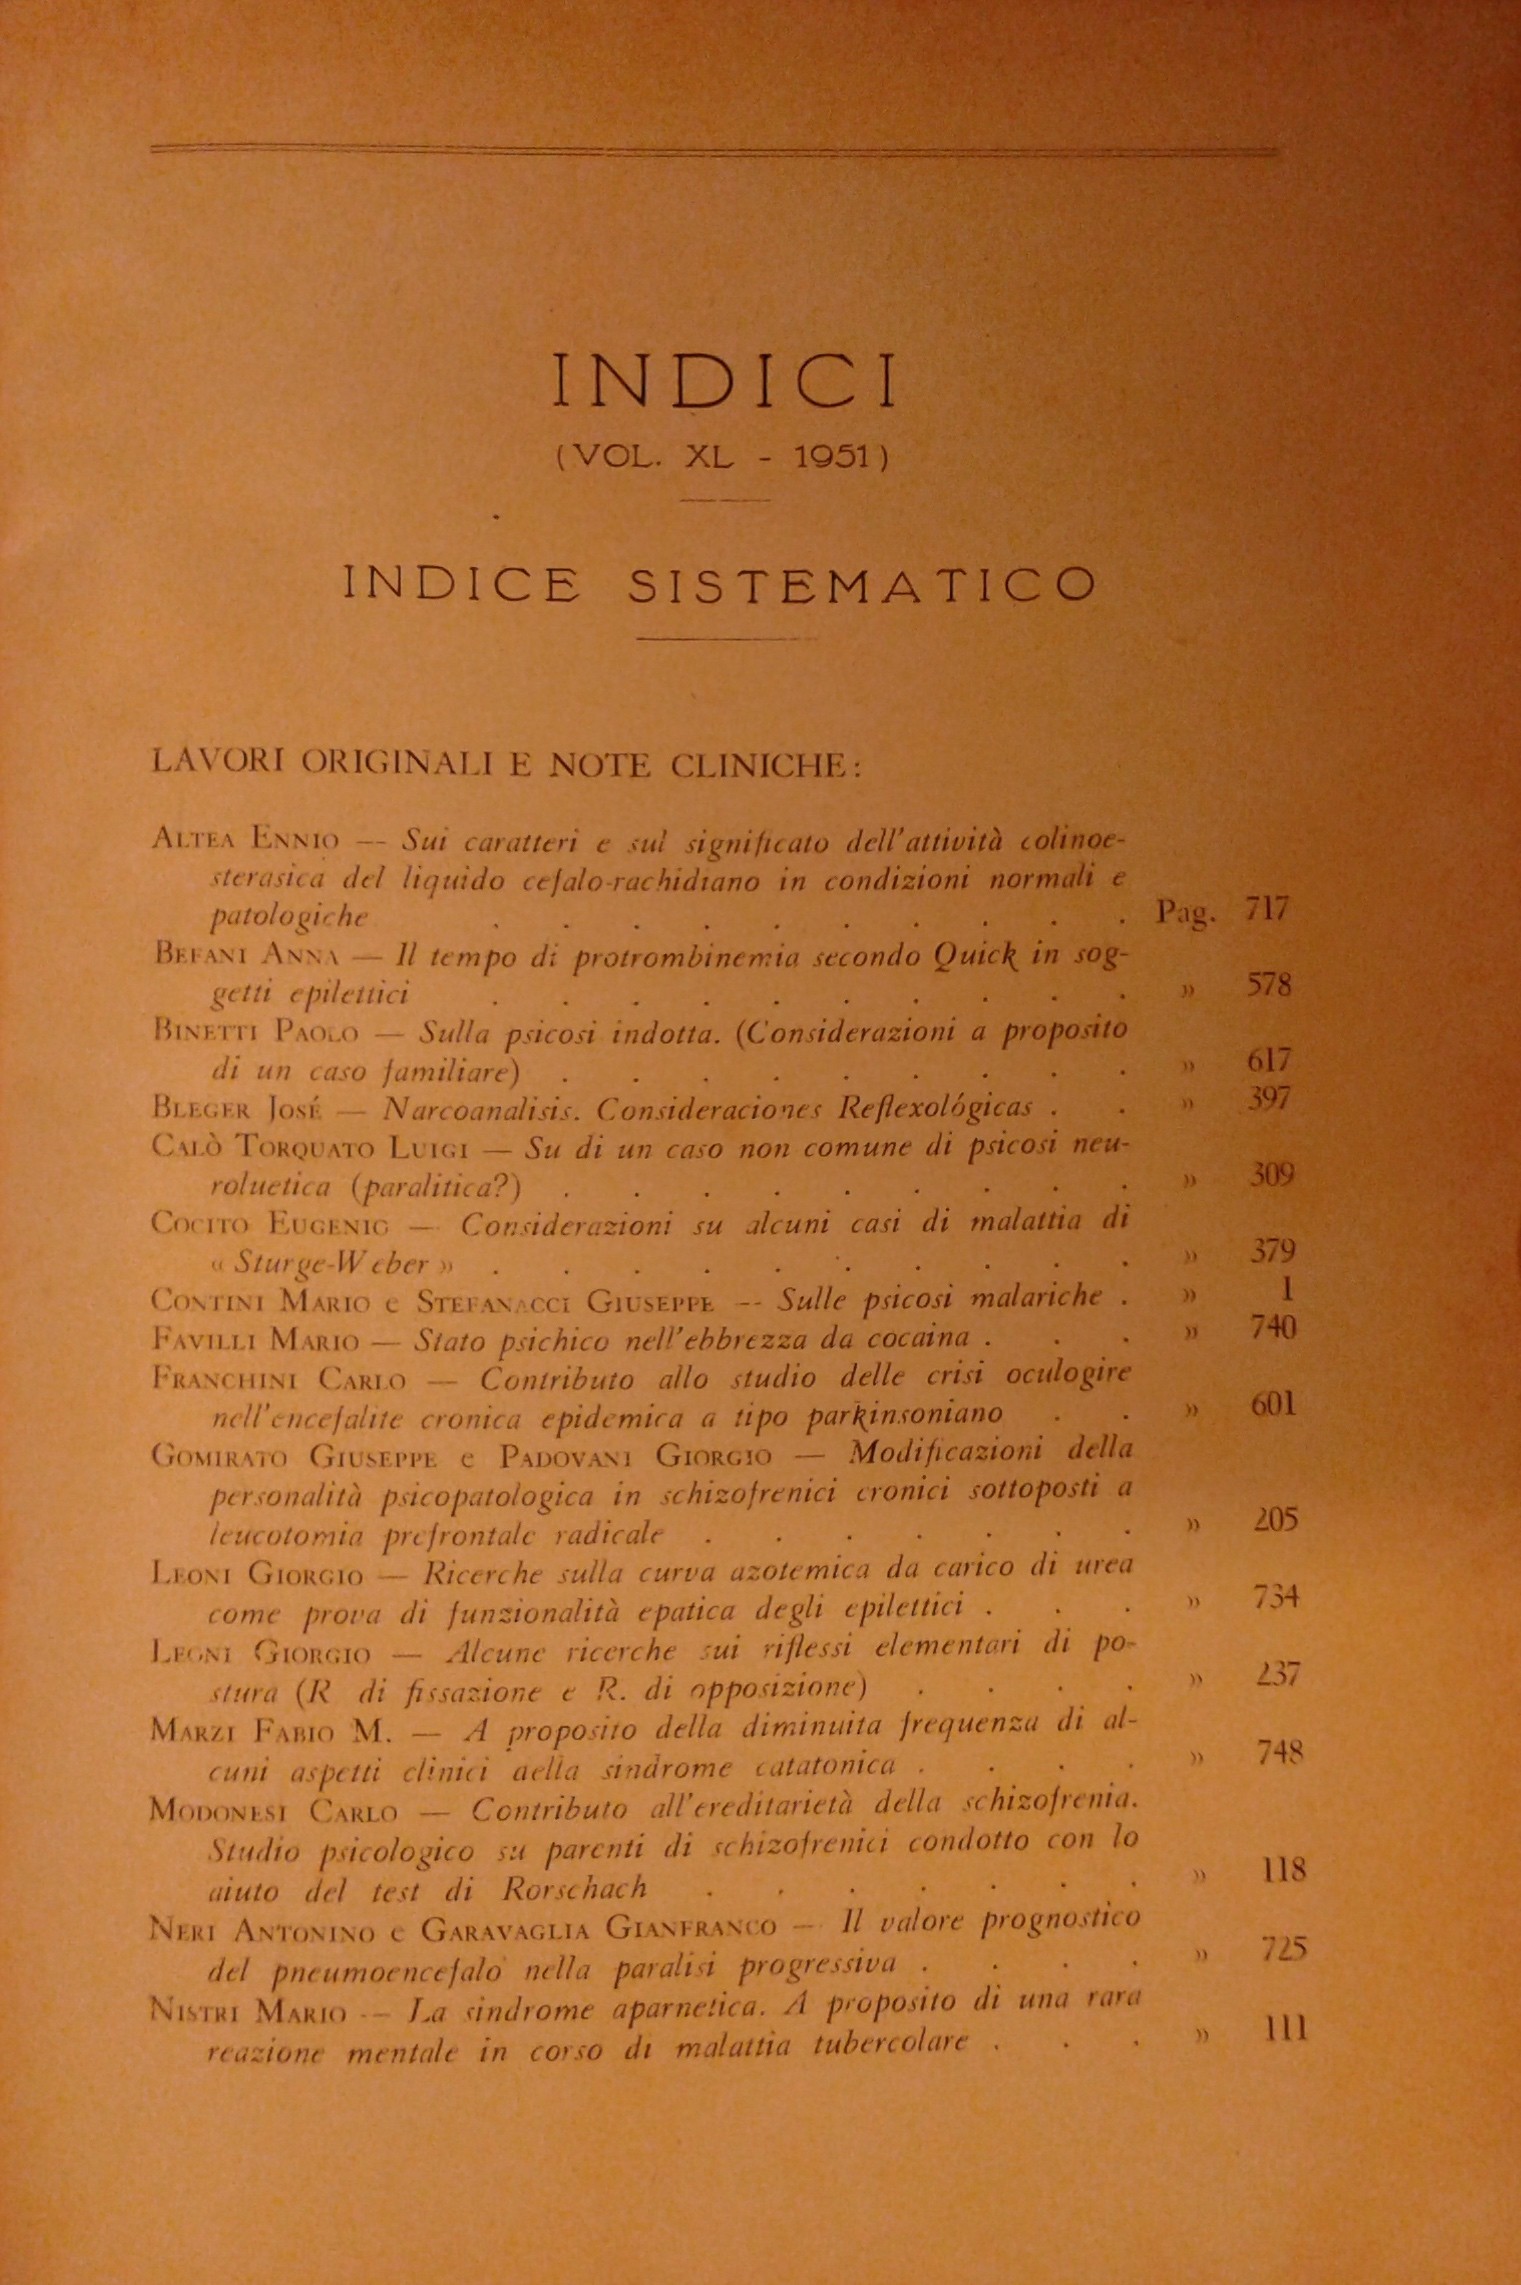 INDICI
(VOL. XL - 1951)
INDICE SISTEMATICO
LAVORI ORIGINALI E NOTE CLINICHE:
ALTEA ENNIO — Sui caratteri e sul significato dell'attività colinoe-
sterasica del liquido cefalo-rachidiano in condizioni normali e
patologiche . . . . . . . . . . Pag. 717
BEFANI ANNA — Il tempo di protrombinemia secondo Quick in sog-
getti epilettici . . . . . . . . . . » 578
BINETTI PAOLO — Sulla psicosi indotta. (Considerazioni a proposito
di un caso familiare) . . . . . . . . . » 617
BLEGER JOSÉ — Narcoanalisis. Consideraciones Reflexológicas . . » 397
CALÒ TORQUATO LUIGI — Su di un caso non comune di psicosi neu-
roluetica (paralitica?) . . . . . . . . . » 309
COCITO EUGENIO — Considerazioni su alcuni casi di malattia di
« Sturge-Weber » . . . . . . . . . . » 379
CONTINI MARIO e STEFANACCI GIUSEPPE — Sulle psicosi malariche . » 1
FAVILLI MARIO — Stato psichico nell'ebbrezza da cocaina . . . » 740
FRANCHINI CARLO — Contributo allo studio delle crisi oculogire
nell'encefalite cronica epidemica a tipo parkinsoniano . . » 601
GOMIRATO GIUSEPPE e PADOVANI GIORGIO — Modificazioni della
personalità psicopatologica in schizofrenici cronici sottoposti a
leucotomia prefrontale radicale . . . . . . . » 205
LEONI GIORGIO — Ricerche sulla curva azotemica da carico di urea
come prova di funzionalità epatica degli epilettici . . . » 734
LEONI GIORGIO — Alcune ricerche sui riflessi elementari di po-
stura (R di fissazione e R. di opposizione) . . . . » 237
MARZI FABIO M. — A proposito della diminuita frequenza di al-
cuni aspetti clinici della sindrome catatonica . . . . » 748
MODONESI CARLO — Contributo all'ereditarietà della schizofrenia.
Studio psicologico su parenti di schizofrenici condotto con lo
aiuto del test di Rorschach . . . . . . . » 118
NERI ANTONINO e GARAVAGLIA GIANFRANCO — Il valore prognostico
del pneumoencefalo nella paralisi progressiva . . . . » 725
NISTRI MARIO — La sindrome aparnetica. A proposito di una rara
reazione mentale in corso di malattia tubercolare . . . » 111